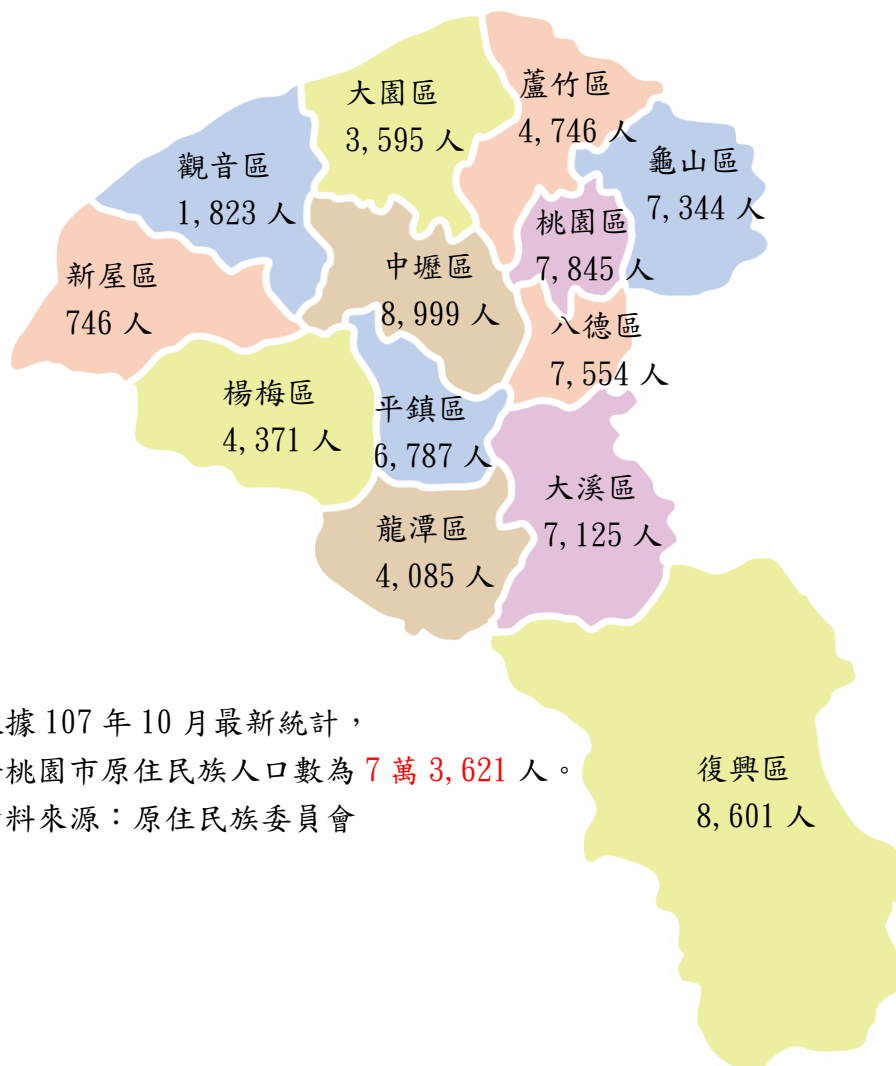 大園區
3,595 人
蘆竹區
4,746 人
觀音區
1,823 人
龜山區
7,344 人
桃園區
7,845 人
新屋區
746 人
中壢區
8,999 人
八德區
7,554 人
楊梅區
4,371 人
平鎮區
6,787 人
大溪區
7,125 人
龍潭區
4,085 人
據 107 年 10 月最新統計，
桃園市原住民族人口數為 7 萬 3,621 人。
料來源：原住民族委員會
復興區
8,601 人